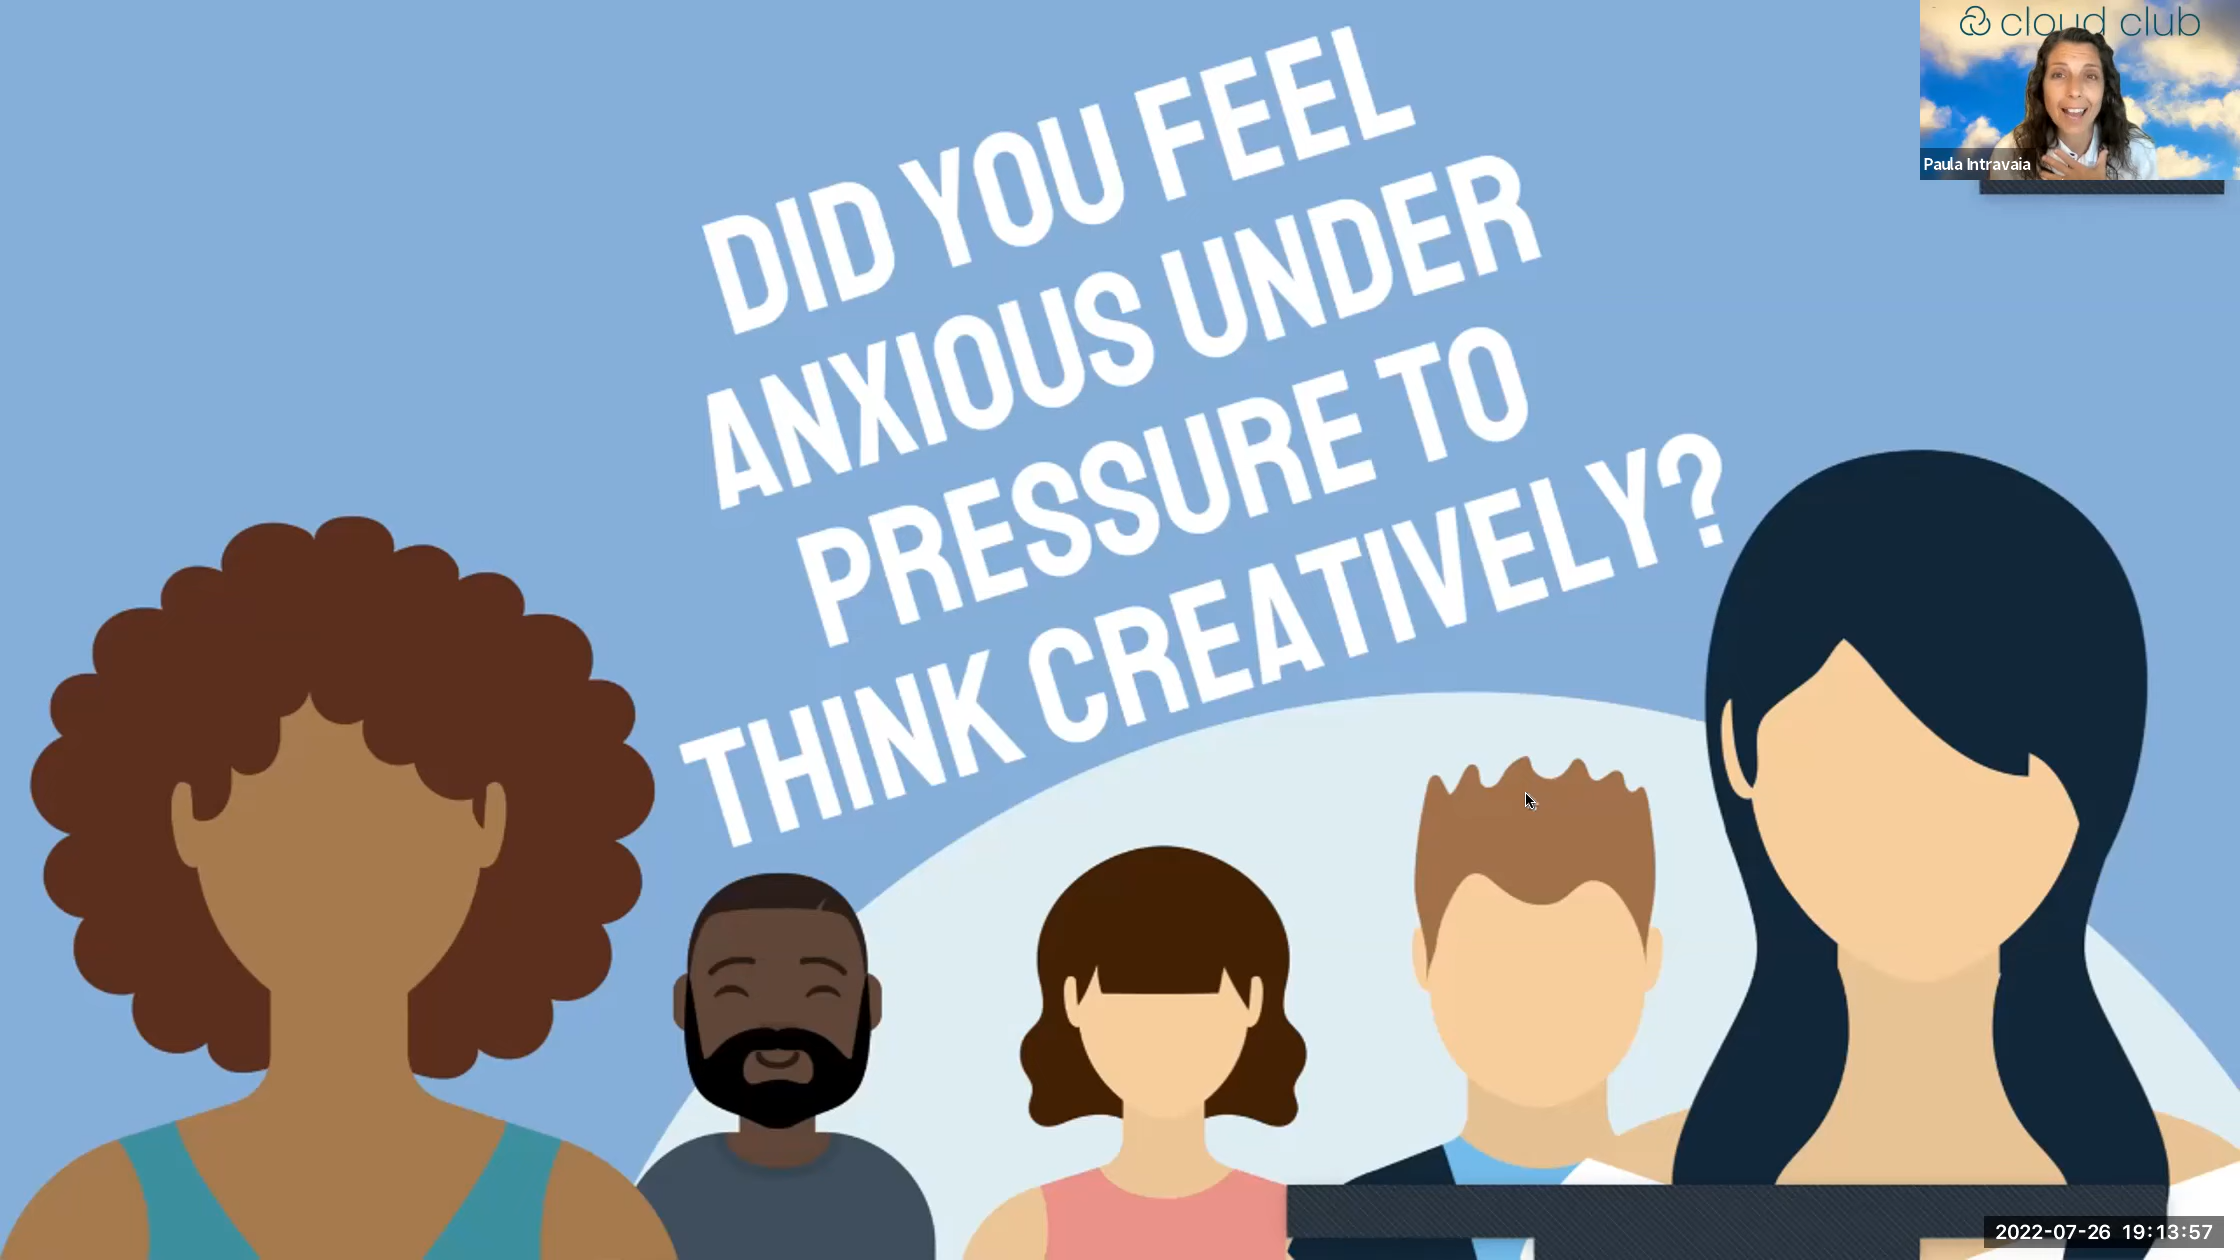 cloud club
Paula Intravaia
DID YOU FEEL
ANXIOUS UNDER
PRESSURE TO
THINK CREATIVELY?
2022-07-26 19:13:57